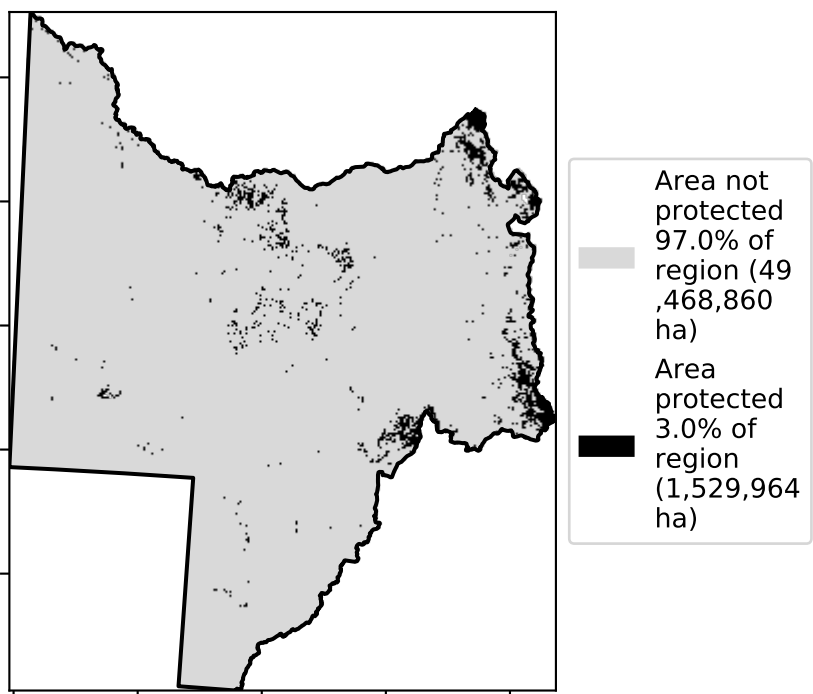 Area not
protected
97.0% of
region (49
,468,860
ha)
Area
protected
3.0% of
region
(1,529,964
ha)